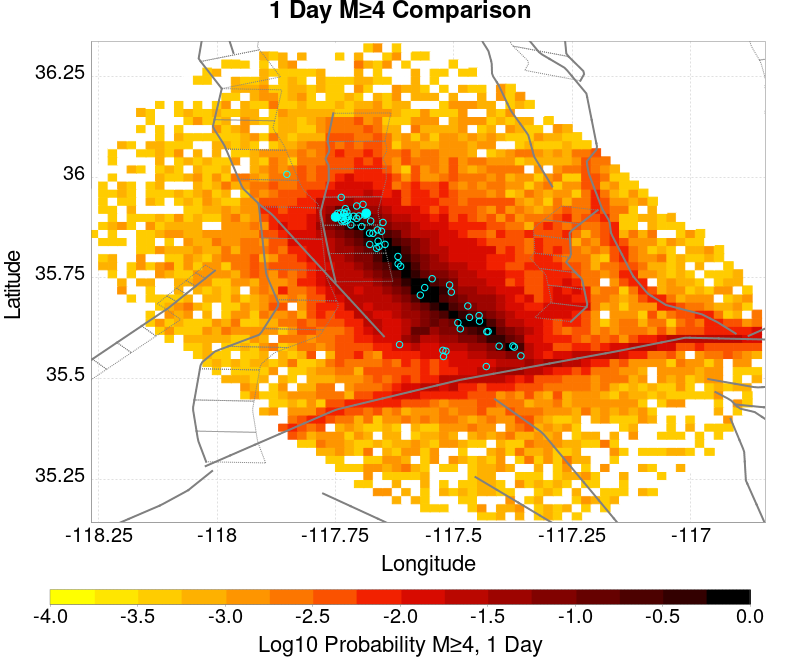 1 Day M≥4 Comparison
36.25
36
35.75
35.5
35.25
Latitude
-118.25 -118 -117.75 -117.5 -117.25 -117
Longitude
-4.0 -3.5 -3.0 -2.5 -2.0 -1.5 -1.0 -0.5 0.0
Log10 Probability M≥4, 1 Day